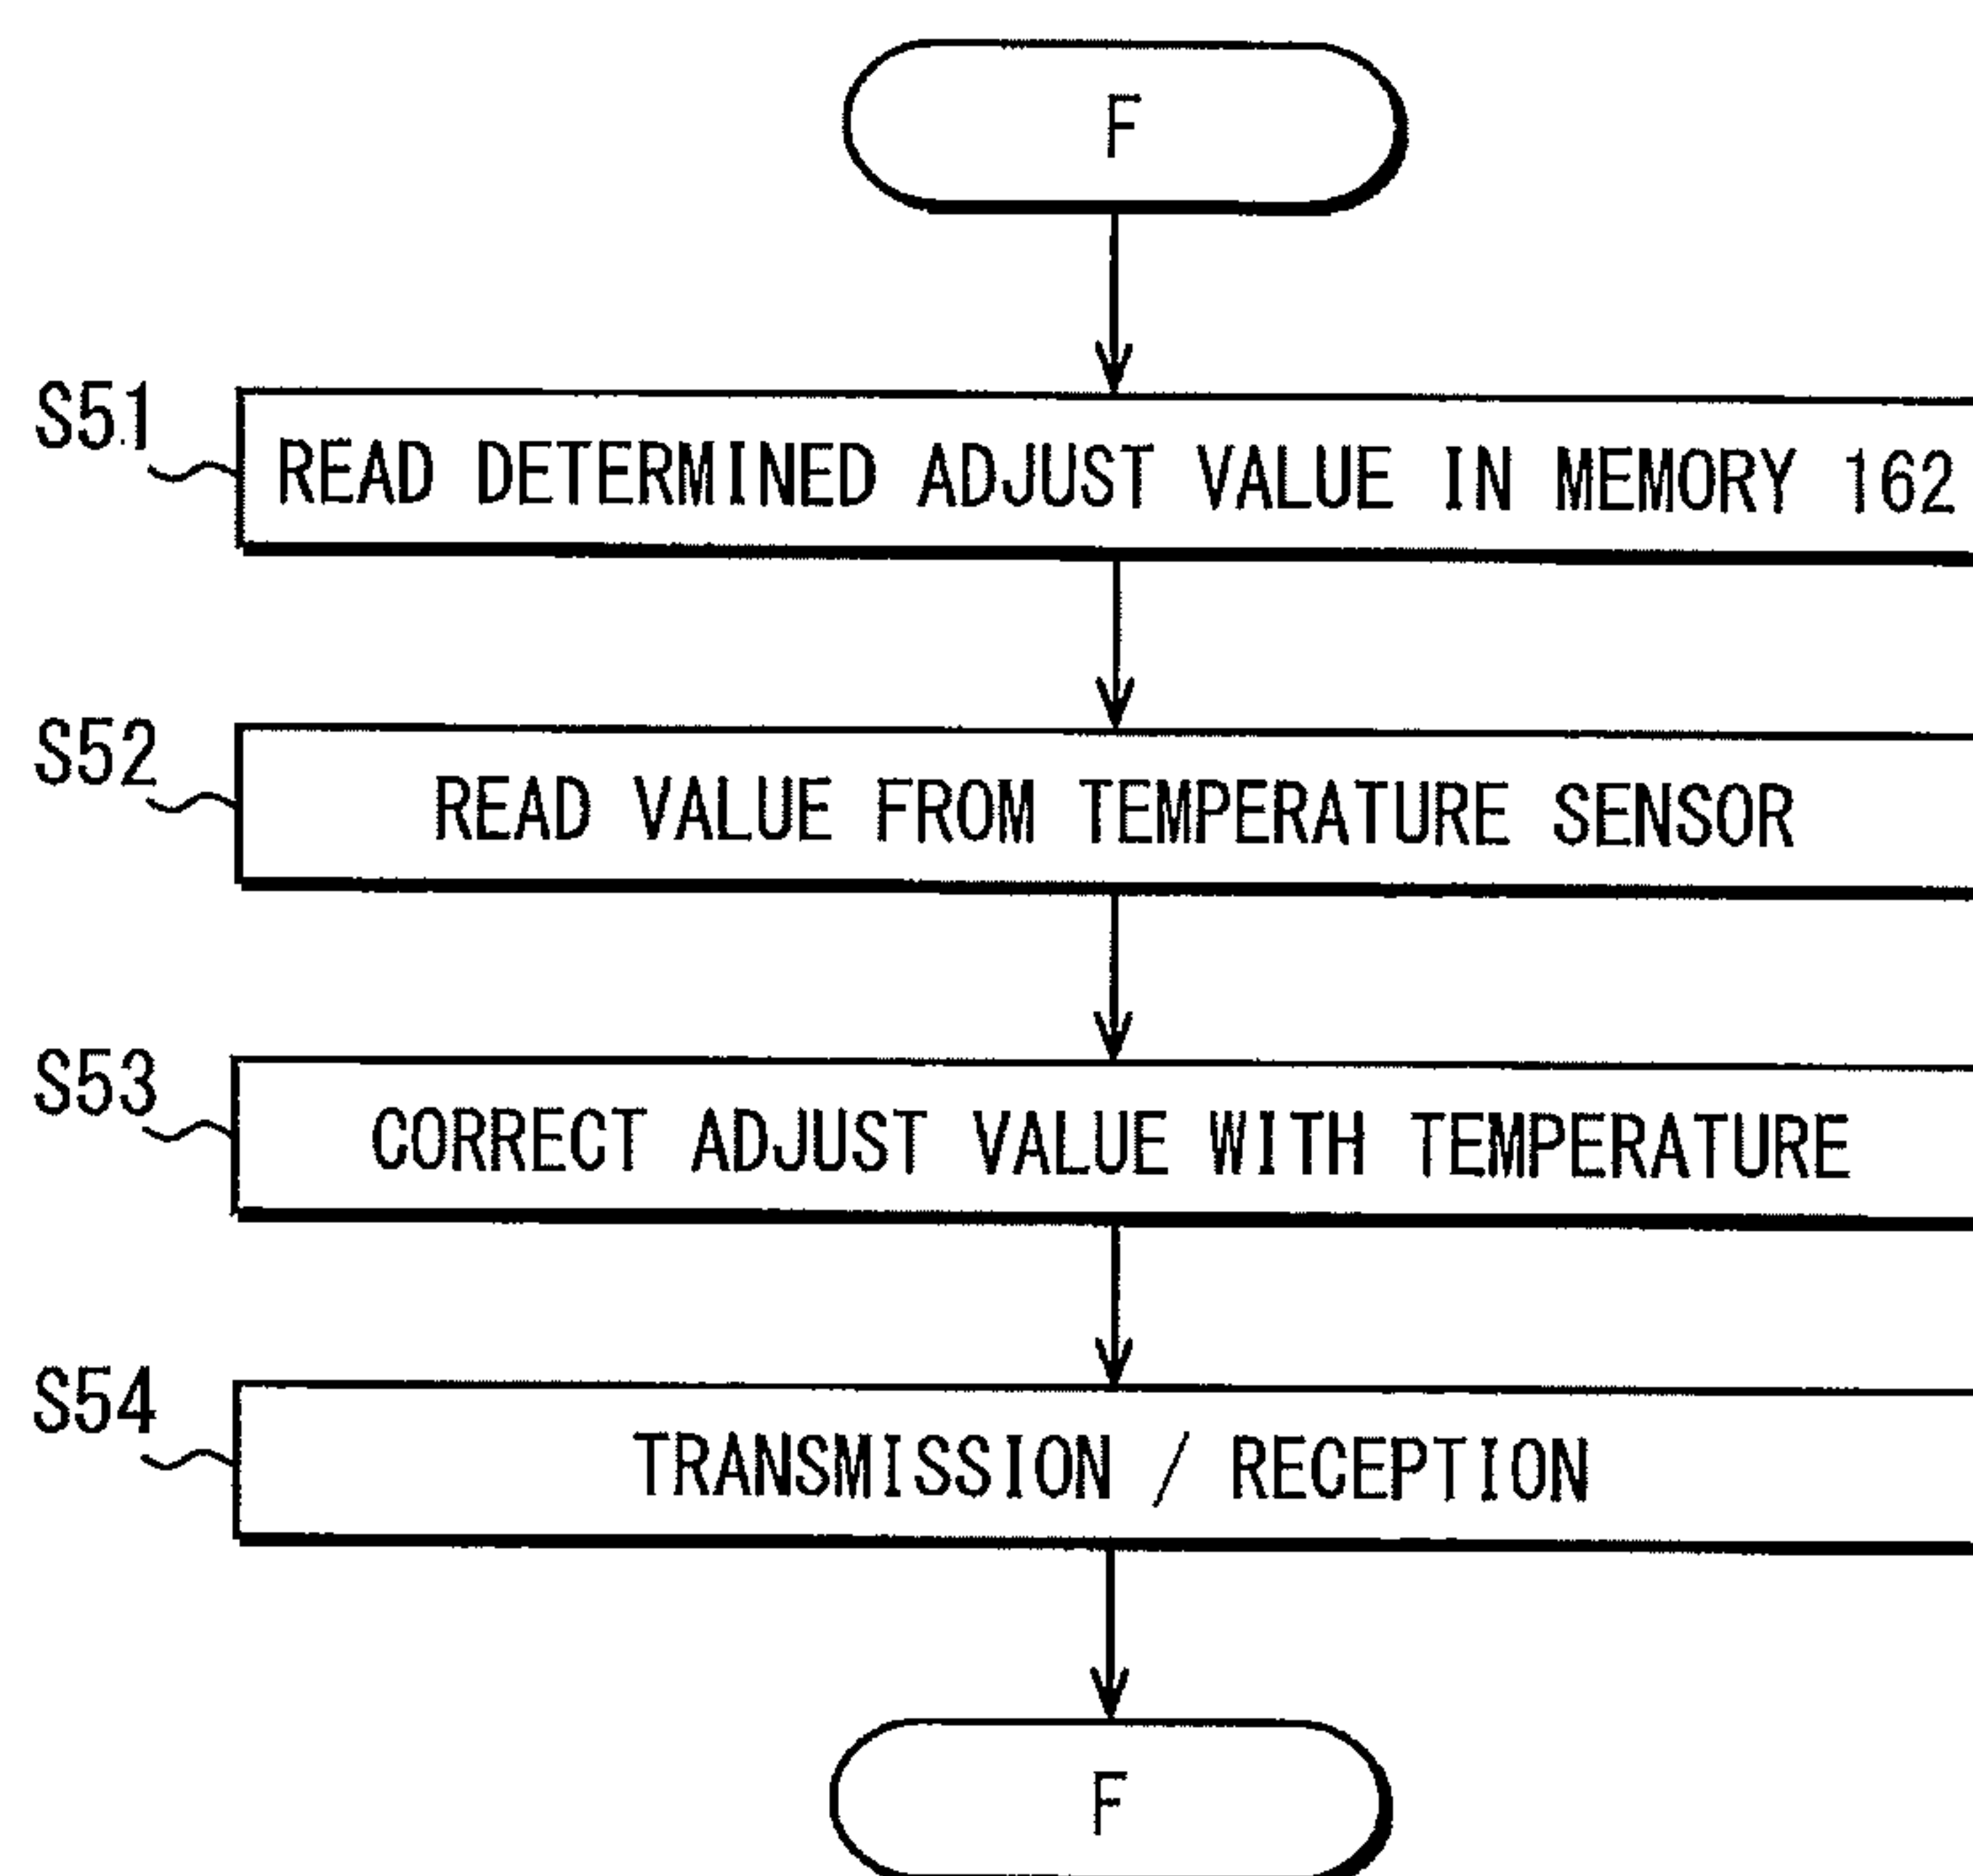 F
S51
READ DETERMINED ADJUST VALUE IN MEMORY 162
S52
READ VALUE FROM TEMPERATURE SENSOR
S53
CORRECT ADJUST VALUE WITH TEMPERATURE
S54
TRANSMISSION / RECEPTION
F